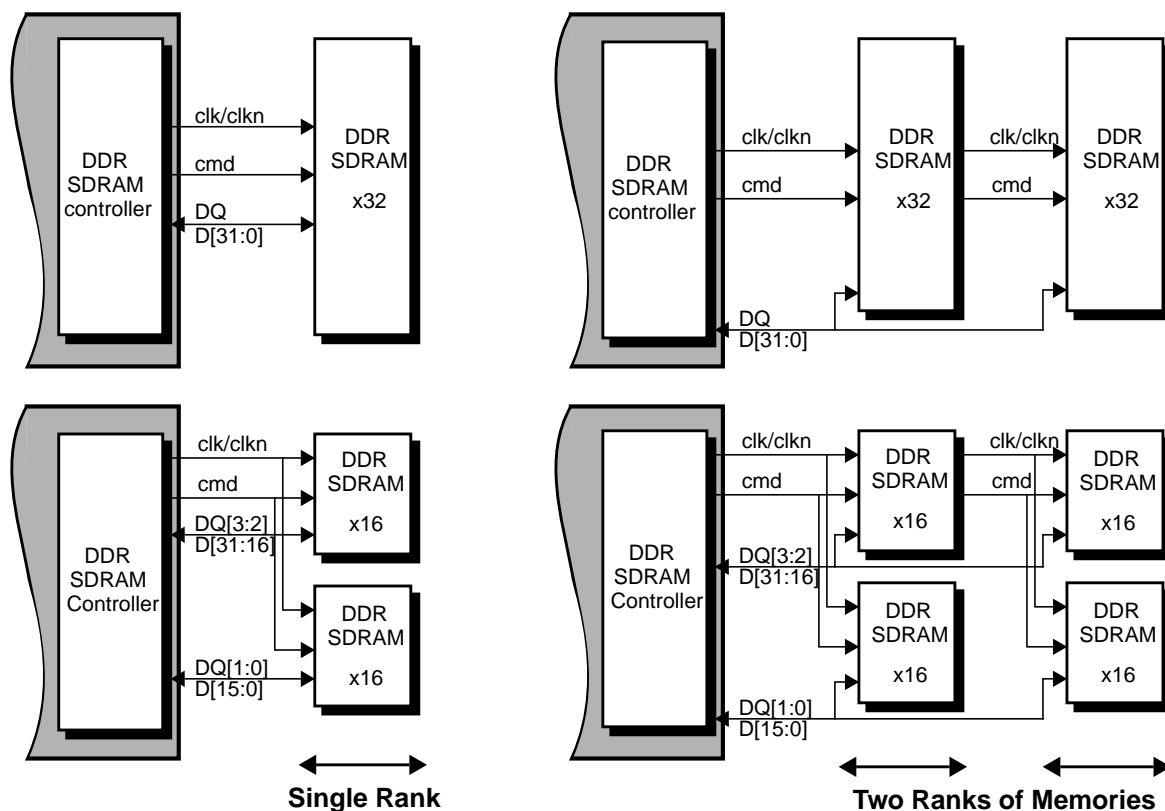 clk/clkn
DDR
SDRAM
controller
cmd
DQ
D[31:0]
DDR
SDRAM
x32
DDR
SDRAM
controller
clk/clkn
cmd
DQ
D[31:0]
DDR
SDRAM
x32
clk/clkn
cmd
DDR
SDRAM
x32
DDR
SDRAM
Controller
clk/clkn
cmd
DQ[3:2]
D[31:16]
DQ[1:0]
D[15:0]
DDR
SDRAM
x16
DDR
SDRAM
x16
Single Rank
DDR
SDRAM
Controller
clk/clkn
cmd
DQ[3:2]
D[31:16]
DQ[1:0]
D[15:0]
DDR
SDRAM
x16
DDR
SDRAM
x16
clk/clkn
cmd
DDR
SDRAM
x16
DDR
SDRAM
x16
Two Ranks of Memories